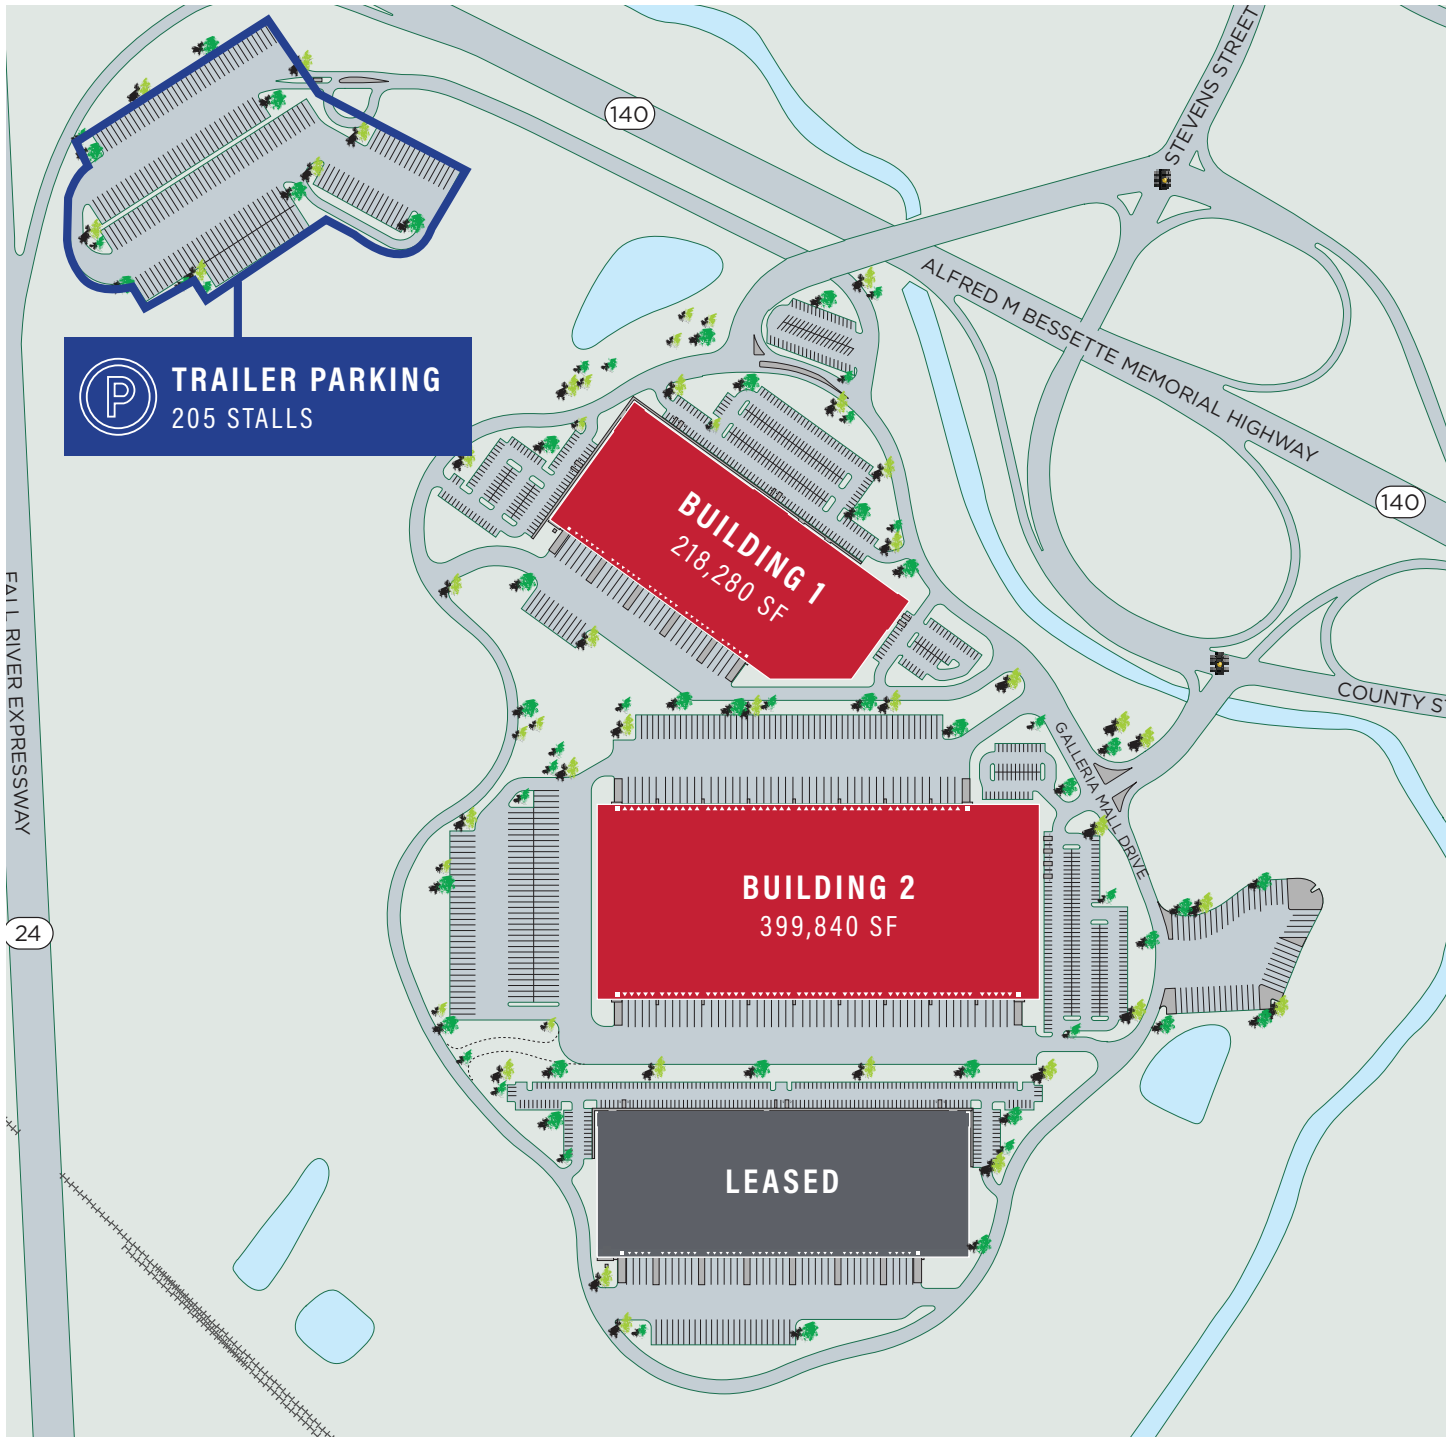 STEVENS STREET
140
ALFRED M BESSETTE MEMORIAL HIGHWAY
P
TRAILER PARKING
205 STALLS
140
BUILDING 1
218,280 SF
FALL RIVER EXPRESSWAY
COUNTY ST
GALLERIA MALL DRIVE
BUILDING 2
399,840 SF
24
LEASED